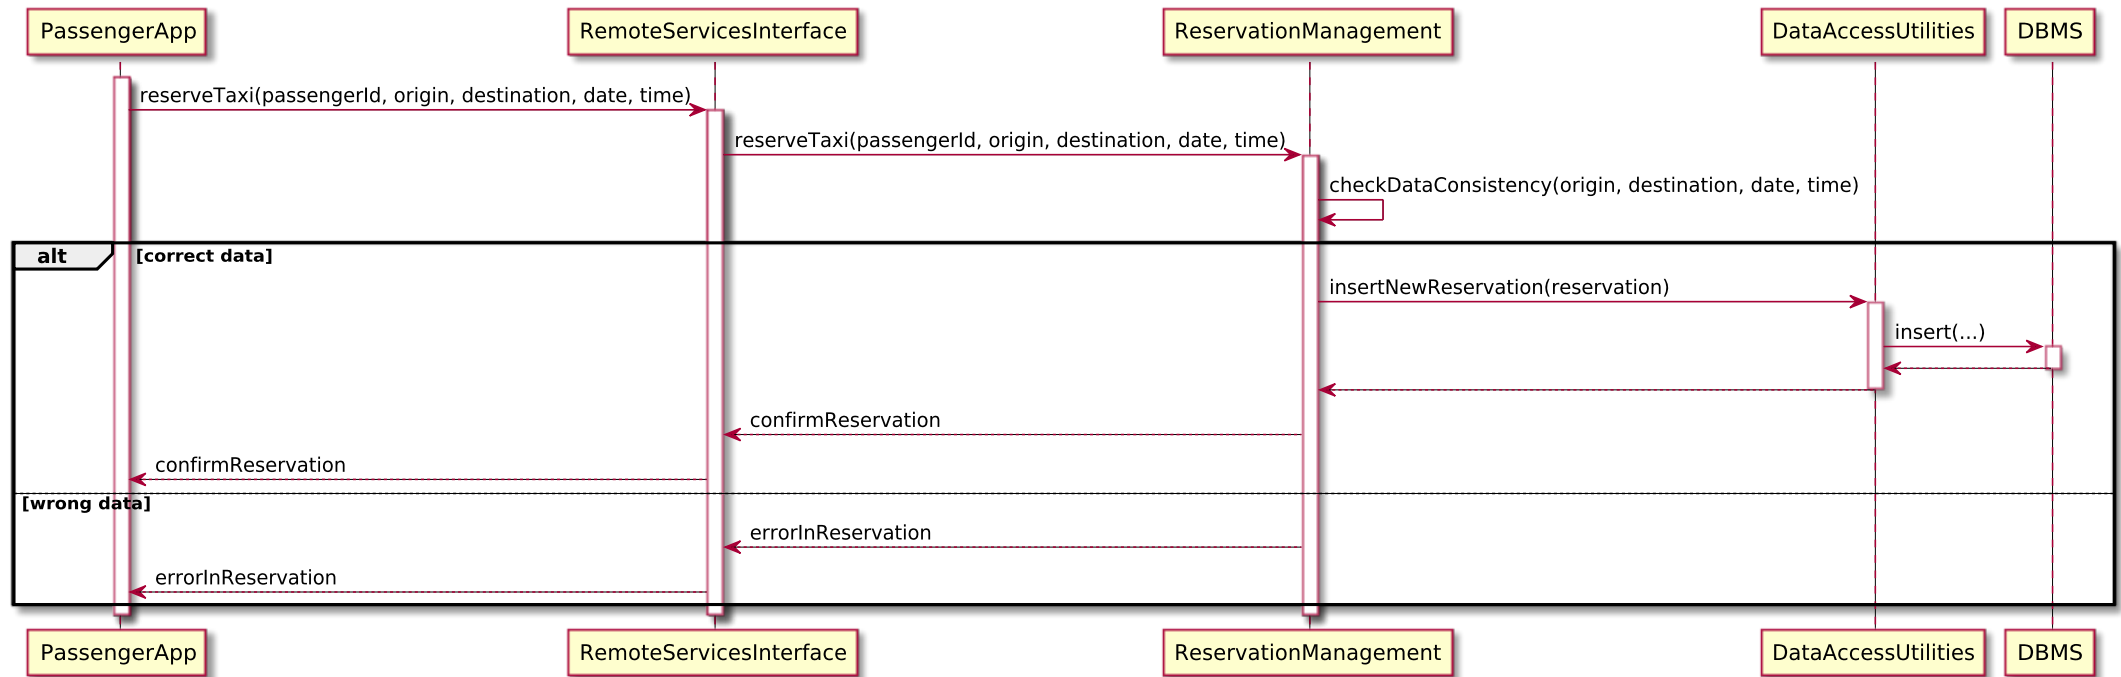 PassengerApp RemoteServicesInterface ReservationManagement DataAccessUtilities DBMS
reserveTaxi(passengerId, origin, destination, date, time)
reserveTaxi(passengerId, origin, destination, date, time)
checkDataConsistency(origin, destination, date, time)
alt [correct data]
insertNewReservation(reservation)
insert(...)
confirmReservation
confirmReservation
[wrong data]
errorInReservation
errorInReservation
PassengerApp RemoteServicesInterface ReservationManagement DataAccessUtilities DBMS